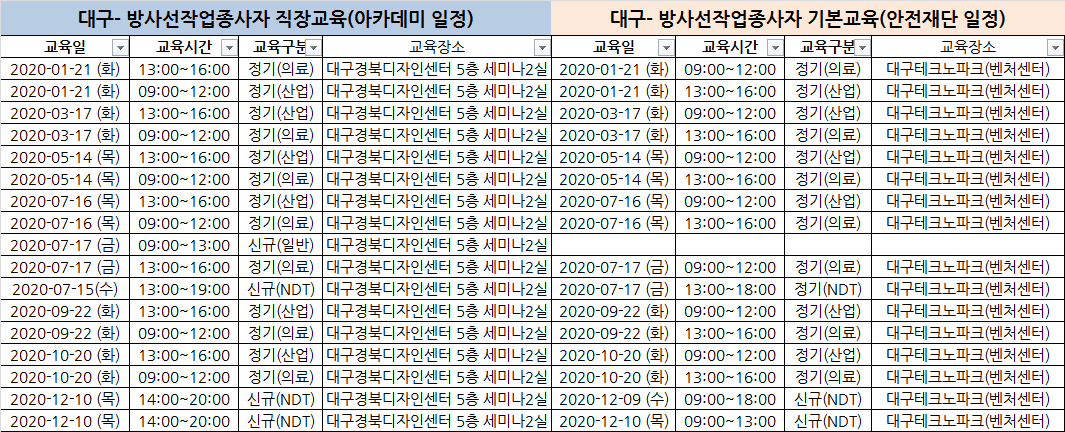 대구- 방사선작업종사자 직장교육(아카데미 일정) 대구- 방사선작업종사자 기본교육(안전재단 일정)
교육일 교육시간 교육구분 교육장소 교육일 교육시간 교육구분 교육장소
2020-01-21 (화) 13:00~16:00 정기(의료) 대구경북디자인센터 5층 세미나2실 2020-01-21 (화) 09:00~12:00 정기(의료) 대구테크노파크(벤처센터)
2020-01-21 (화) 09:00~12:00 정기(산업) 대구경북디자인센터 5층 세미나2실 2020-01-21 (화) 13:00~16:00 정기(산업) 대구테크노파크(벤처센터)
2020-03-17 (화) 13:00~16:00 정기(산업) 대구경북디자인센터 5층 세미나2실 2020-03-17 (화) 09:00~12:00 정기(산업) 대구테크노파크(벤처센터)
2020-03-17 (화) 09:00~12:00 정기(의료) 대구경북디자인센터 5층 세미나2실 2020-03-17 (화) 13:00~16:00 정기(의료) 대구테크노파크(벤처센터)
2020-05-14 (목) 13:00~16:00 정기(산업) 대구경북디자인센터 5층 세미나2실 2020-05-14 (목) 09:00~12:00 정기(산업) 대구테크노파크(벤처센터)
2020-05-14 (목) 09:00~12:00 정기(의료) 대구경북디자인센터 5층 세미나2실 2020-05-14 (목) 13:00~16:00 정기(의료) 대구테크노파크(벤처센터)
2020-07-16 (목) 13:00~16:00 정기(산업) 대구경북디자인센터 5층 세미나2실 2020-07-16 (목) 09:00~12:00 정기(산업) 대구테크노파크(벤처센터)
2020-07-16 (목) 09:00~12:00 정기(의료) 대구경북디자인센터 5층 세미나2실 2020-07-16 (목) 13:00~16:00 정기(의료) 대구테크노파크(벤처센터)
2020-07-17 (금) 09:00~13:00 신규(일반) 대구경북디자인센터 5층 세미나2실
2020-07-17 (금) 13:00~16:00 정기(의료) 대구경북디자인센터 5층 세미나2실 2020-07-17 (금) 09:00~12:00 정기(의료) 대구테크노파크(벤처센터)
2020-07-15(수) 13:00~19:00 신규(NDT) 대구경북디자인센터 5층 세미나2실 2020-07-17 (금) 13:00~18:00 정기(NDT) 대구테크노파크(벤처센터)
2020-09-22 (화) 13:00~16:00 정기(산업) 대구경북디자인센터 5층 세미나2실 2020-09-22 (화) 09:00~12:00 정기(산업) 대구테크노파크(벤처센터)
2020-09-22 (화) 09:00~12:00 정기(의료) 대구경북디자인센터 5층 세미나2실 2020-09-22 (화) 13:00~16:00 정기(의료) 대구테크노파크(벤처센터)
2020-10-20 (화) 13:00~16:00 정기(산업) 대구경북디자인센터 5층 세미나2실 2020-10-20 (화) 09:00~12:00 정기(산업) 대구테크노파크(벤처센터)
2020-10-20 (화) 09:00~12:00 정기(의료) 대구경북디자인센터 5층 세미나2실 2020-10-20 (화) 13:00~16:00 정기(의료) 대구테크노파크(벤처센터)
2020-12-10 (목) 14:00~20:00 신규(NDT) 대구경북디자인센터 5층 세미나2실 2020-12-09 (수) 09:00~18:00 신규(NDT) 대구테크노파크(벤처센터)
2020-12-10 (목) 14:00~20:00 신규(NDT) 대구경북디자인센터 5층 세미나2실 2020-12-10 (목) 09:00~13:00 신규(NDT) 대구테크노파크(벤처센터)